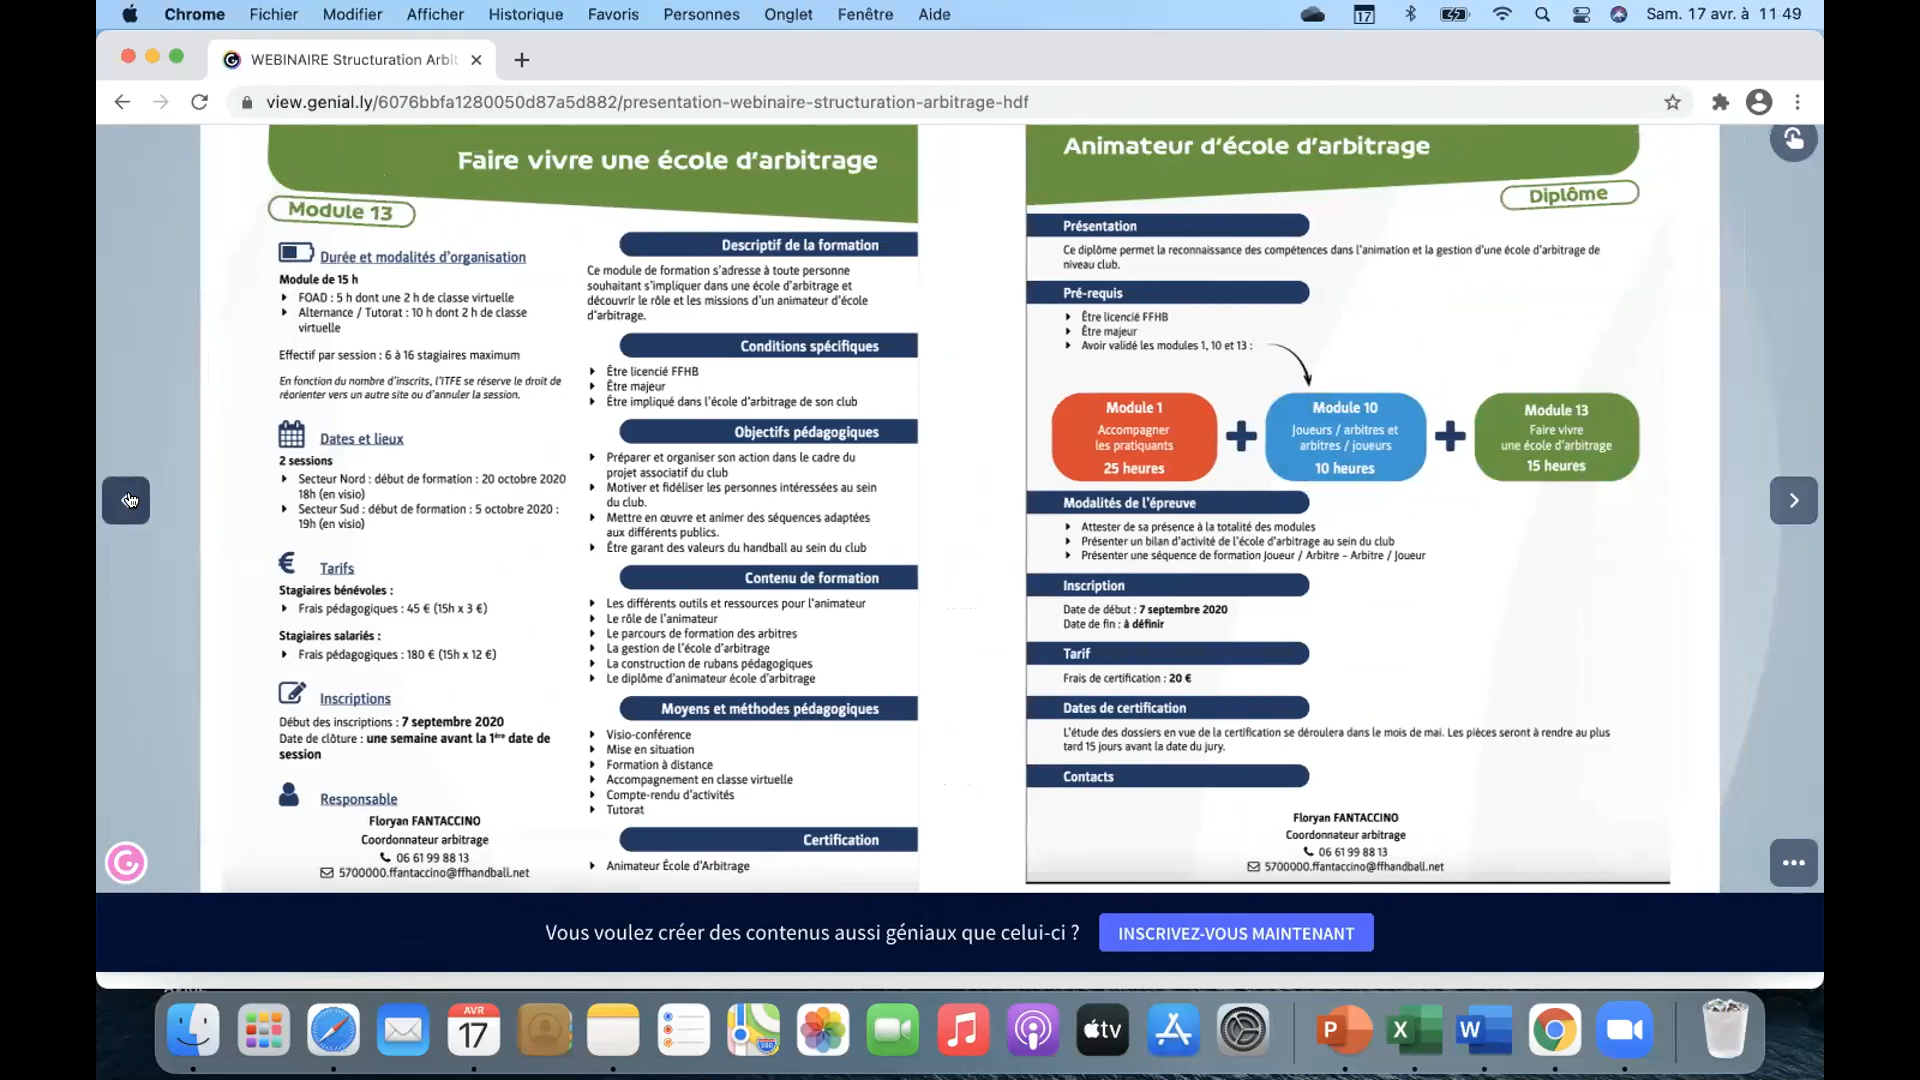 Chrome Fichier Modifier Afficher Historique Favoris Personnes Onglet Fenêtre Aide
17
Sam. 17 avr. à 11 49
WEBINAIRE Structuration Arbit
view.genial.ly/6076bbfa1280050d87a5d882/presentation-webinaire-structuration-arbitrage-hdf
Faire vivre une école d'arbitrage
Module 13
Durée et modalités d'organisation
Module de 15 h
FOAD : 5 h dont une 2 h de classe virtuelle
Alternance / Tutorat : 10 h dont 2 h de classe
virtuelle
Effectif par session : 6 à 16 stagiaires maximum
En fonction du nombre d'inscrits, l'ITFE se réserve le droit de
réorienter vers un autre site ou d'annuler la session.
Dates et lieux
2 sessions
Secteur Nord : début de formation : 20 octobre 2020
18h (en visio)
Secteur Sud : début de formation : 5 octobre 2020 :
19h (en visio)
Tarifs
Stagiaires bénévoles :
Frais pédagogiques : 45 € (15h x 3 €)
Stagiaires salariés :
Frais pédagogiques : 180 € (15h x 12 €)
Inscriptions
Début des inscriptions : 7 septembre 2020
Date de clôture : une semaine avant la 1ère date de
session
Responsable
Floryan FANTACCINO
Coordonnateur arbitrage
06 61 99 88 13
5700000.ffantaccino@ffhandball.net
Descriptif de la formation
Ce module de formation s'adresse à toute personne
souhaitant s'impliquer dans une école d'arbitrage et
découvrir le rôle et les missions d'un animateur d'école
d'arbitrage.
Conditions spécifiques
Être licencié FFHB
Être majeur
Être impliqué dans l'école d'arbitrage de son club
Objectifs pédagogiques
Préparer et organiser son action dans le cadre du
projet associatif du club
Motiver et fidéliser les personnes intéressées au sein
du club.
Mettre en œuvre et animer des séquences adaptées
aux différents publics.
Être garant des valeurs du handball au sein du club
Contenu de formation
Les différents outils et ressources pour l'animateur
Le rôle de l'animateur
Le parcours de formation des arbitres
La gestion de l'école d'arbitrage
La construction de rubans pédagogiques
Le diplôme d'animateur école d'arbitrage
Moyens et méthodes pédagogiques
Visio-conférence
Mise en situation
Formation à distance
Accompagnement en classe virtuelle
Compte-rendu d'activités
Tutorat
Certification
Animateur École d'Arbitrage
Animateur d'école d'arbitrage
Diplôme
Présentation
Ce diplôme permet la reconnaissance des compétences dans l'animation et la gestion d'une école d'arbitrage de
niveau club.
Pré-requis
Être licencié FFHB
Être majeur
Avoir validé les modules 1, 10 et 13 :
Module 1
Accompagner
les pratiquants
25 heures
+
Module 10
Joueurs / arbitres et
arbitres / joueurs
10 heures
+
Module 13
Faire vivre
une école d'arbitrage
15 heures
Modalités de l'épreuve
Attester de sa présence à la totalité des modules
Présenter un bilan d'activité de l'école d'arbitrage au sein du club
Présenter une séquence de formation Joueur / Arbitre – Arbitre / Joueur
Inscription
Date de début : 7 septembre 2020
Date de fin : à définir
Tarif
Frais de certification : 20 €
Dates de certification
L'étude des dossiers en vue de la certification se déroulera dans le mois de mai. Les pièces seront à rendre au plus
tard 15 jours avant la date du jury.
Contacts
Floryan FANTACCINO
Coordonnateur arbitrage
06 61 99 88 13
5700000.ffantaccino@ffhandball.net
Vous voulez créer des contenus aussi géniaux que celui-ci ? INSCRIVEZ-VOUS MAINTENANT
AVR
17
tv
P
X
W